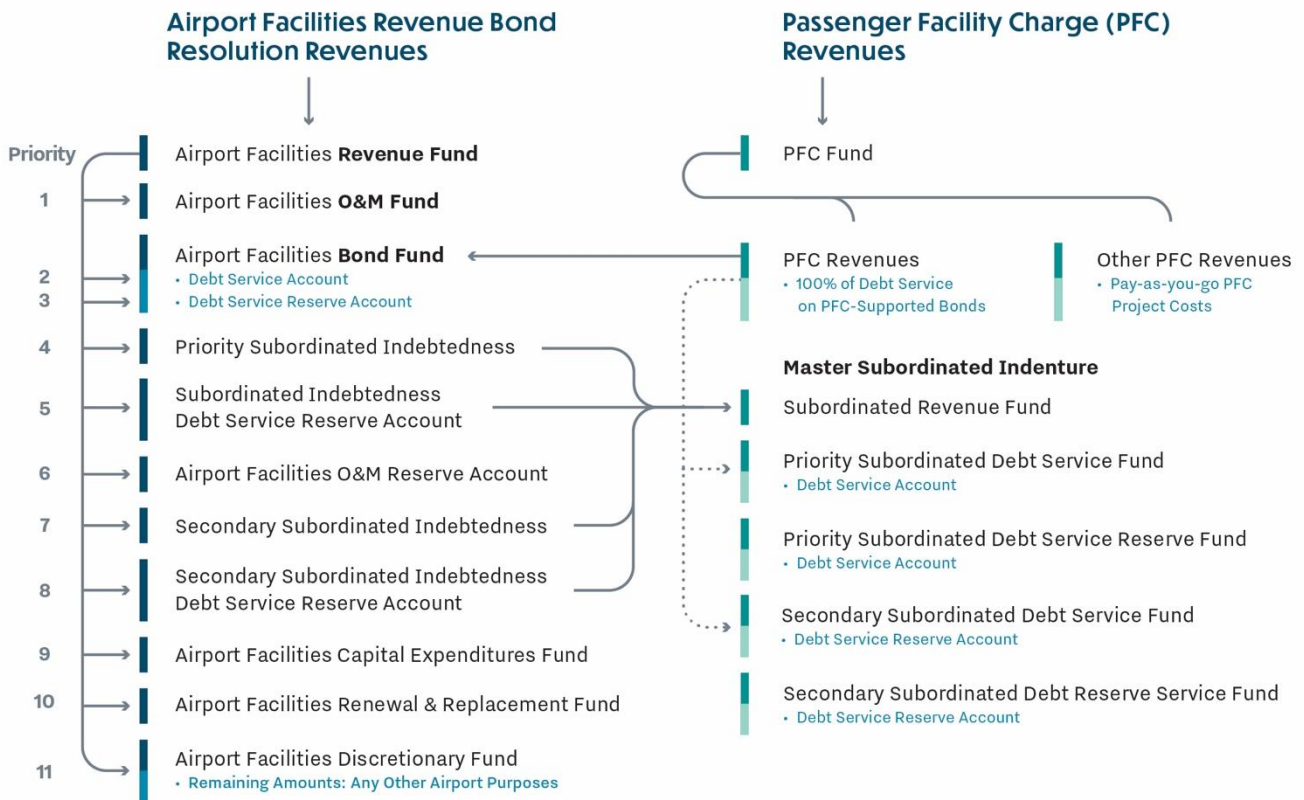 Airport Facilities Revenue Bond
Resolution Revenues
Priority
Airport Facilities Revenue Fund
1
Airport Facilities O&M Fund
Airport Facilities Bond Fund
2
• Debt Service Account
3
• Debt Service Reserve Account
4
Priority Subordinated Indebtedness
5
Subordinated Indebtedness
Debt Service Reserve Account
6
Airport Facilities O&M Reserve Account
7
Secondary Subordinated Indebtedness
8
Secondary Subordinated Indebtedness
Debt Service Reserve Account
9
Airport Facilities Capital Expenditures Fund
10
Airport Facilities Renewal & Replacement Fund
11
Airport Facilities Discretionary Fund
• Remaining Amounts: Any Other Airport Purposes
Passenger Facility Charge (PFC)
Revenues
PFC Fund
PFC Revenues
• 100% of Debt Service
on PFC-Supported Bonds
Other PFC Revenues
• Pay-as-you-go PFC
Project Costs
Master Subordinated Indenture
Subordinated Revenue Fund
Priority Subordinated Debt Service Fund
• Debt Service Account
Priority Subordinated Debt Service Reserve Fund
• Debt Service Account
Secondary Subordinated Debt Service Fund
• Debt Service Reserve Account
Secondary Subordinated Debt Reserve Service Fund
• Debt Service Reserve Account